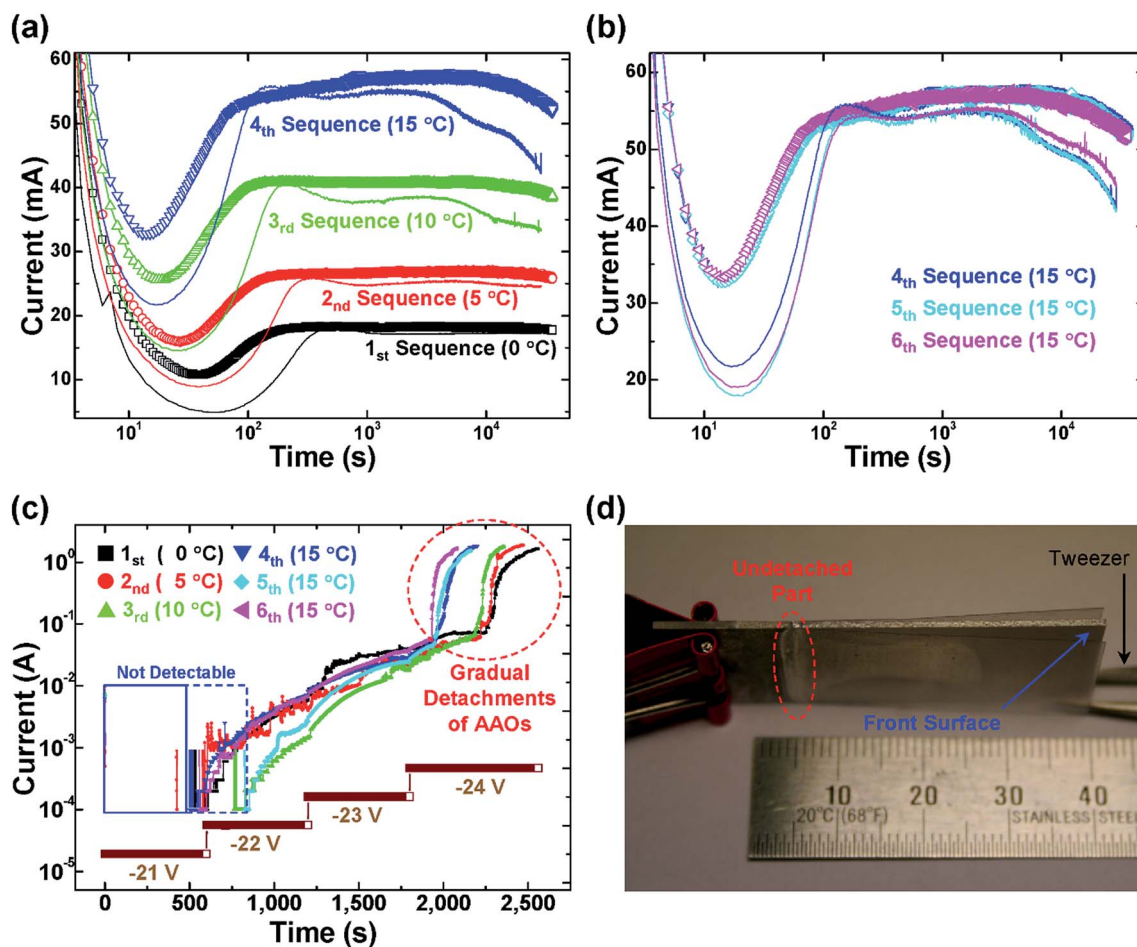 (a)
60
50
40
30
20
10
Current (mA)
4th Sequence (15 °C)
3rd Sequence (10 °C)
2nd Sequence (5 °C)
1st Sequence (0 °C)
10¹ 10² 10³ 10⁴
Time (s)
(b)
60
50
40
30
20
Current (mA)
4th Sequence (15 °C)
5th Sequence (15 °C)
6th Sequence (15 °C)
10¹ 10² 10³ 10⁴
Time (s)
(c)
10⁰
10⁻¹
10⁻²
10⁻³
10⁻⁴
10⁻⁵
Current (A)
1st ( 0 °C) 4th (15 °C)
2nd ( 5 °C) 5th (15 °C)
3rd (10 °C) 6th (15 °C)
Not Detectable
Gradual
Detachments
of AAOs
-24 V
-23 V
-22 V
-21 V
0 500 1,000 1,500 2,000 2,500
Time (s)
(d)
Tweezer
Undetached
Part
Front Surface
10 20 30 40
20°C (68°F) STAINLESS STEE